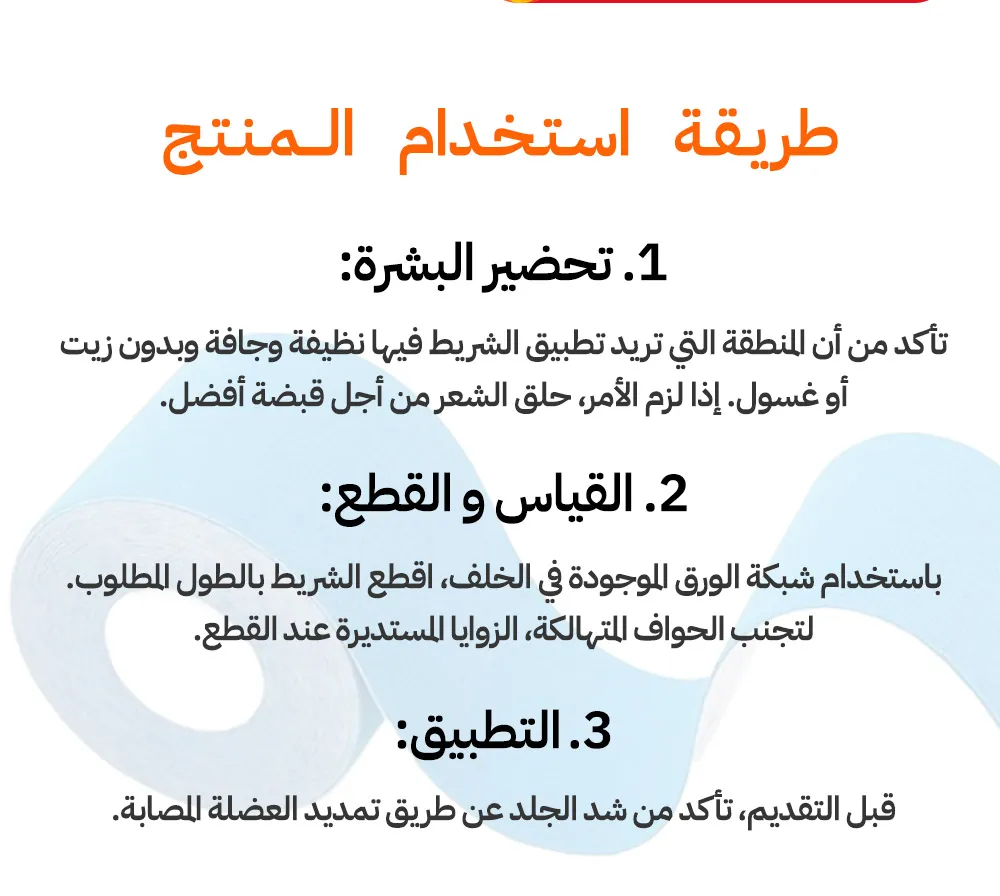 طريقة استخدام الـمنتج
1. تحضير البشرة:
تأكد من أن المنطقة التي تريد تطبيق الشريط فيها نظيفة وجافة وبدون زيت
أو غسول. إذا لزم الأمر، حلق الشعر من أجل قبضة أفضل.
2. القياس و القطع:
باستخدام شبكة الورق الموجودة في الخلف، اقطع الشريط بالطول المطلوب.
لتجنب الحواف المتهالكة، الزوايا المستديرة عند القطع.
3. التطبيق:
قبل التقديم، تأكد من شد الجلد عن طريق تمديد العضلة المصابة.